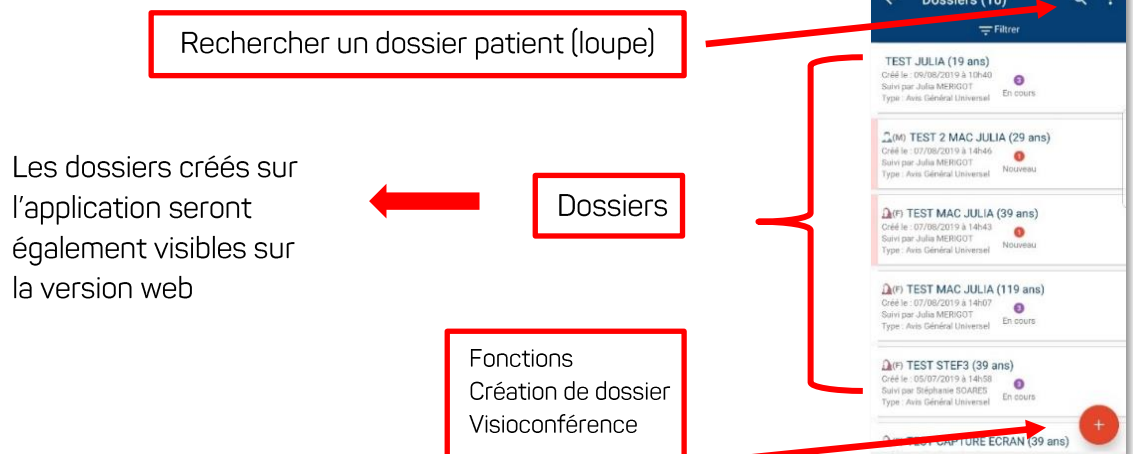 Dossiers (10)
Filtrer
Rechercher un dossier patient (loupe)
Les dossiers créés sur
l'application seront
également visibles sur
la version web
Dossiers
Fonctions
Création de dossier
Visioconférence
TEST JULIA (19 ans)
Créé le : 09/08/2019 à 10h40
Suivi par Julia MERIGOT
Type : Avis Général Universel
3
En cours
(M) TEST 2 MAC JULIA (29 ans)
Créé le : 07/08/2019 à 14h46
Suivi par Julia MERIGOT
Type : Avis Général Universel
1
Nouveau
(F) TEST MAC JULIA (39 ans)
Créé le : 07/08/2019 à 14h43
Suivi par Julia MERIGOT
Type : Avis Général Universel
1
Nouveau
(F) TEST MAC JULIA (119 ans)
Créé le : 07/08/2019 à 14h07
Suivi par Julia MERIGOT
Type : Avis Général Universel
3
En cours
(F) TEST STEF3 (39 ans)
Créé le : 05/07/2019 à 14h58
Suivi par Stéphanie SOARES
Type : Avis Général Universel
3
En cours
+
TEST CAPTURE ECRAN (39 ans)